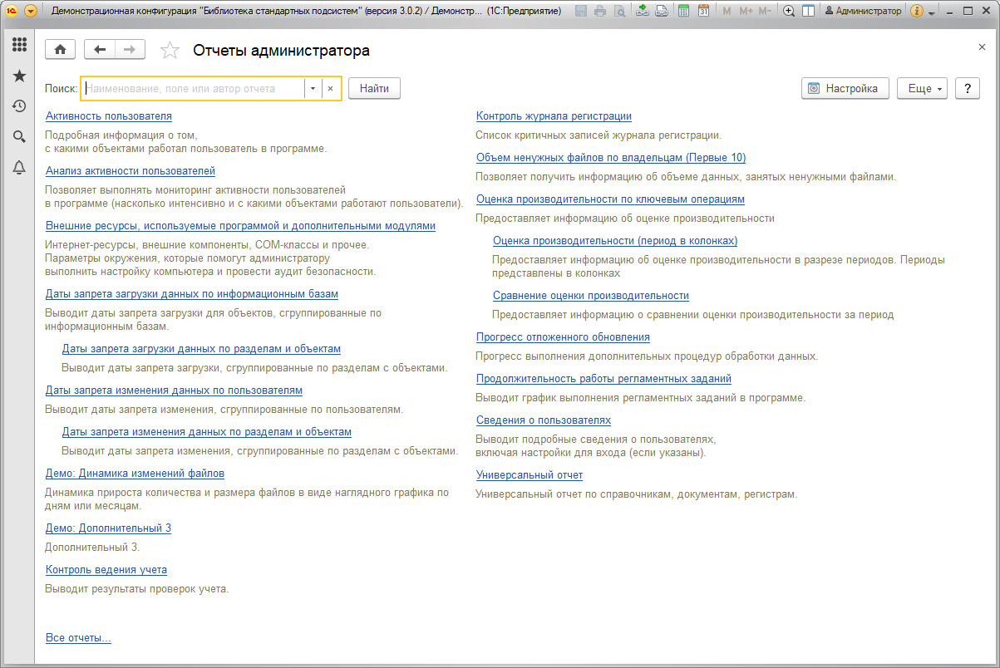 Демонстрационная конфигурация "Библиотека стандартных подсистем" (версия 3.0.2) / Демонстр... (1С:Предприятие)
31 M M+ M- Администратор
Отчеты администратора
Поиск: Наименование, поле или автор отчета Найти Настройка Еще ?
Активность пользователя
Подробная информация о том,
с какими объектами работал пользователь в программе.
Анализ активности пользователей
Позволяет выполнять мониторинг активности пользователей
в программе (насколько интенсивно и с какими объектами работают пользователи).
Внешние ресурсы, используемые программой и дополнительными модулями
Интернет-ресурсы, внешние компоненты, COM-классы и прочее.
Параметры окружения, которые помогут администратору
выполнить настройку компьютера и провести аудит безопасности.
Даты запрета загрузки данных по информационным базам
Выводит даты запрета загрузки для объектов, сгруппированные по
информационным базам.
Даты запрета загрузки данных по разделам и объектам
Выводит даты запрета загрузки, сгруппированные по разделам с объектами.
Даты запрета изменения данных по пользователям
Выводит даты запрета изменения, сгруппированные по пользователям.
Даты запрета изменения данных по разделам и объектам
Выводит даты запрета изменения, сгруппированные по разделам с объектами.
Демо: Динамика изменений файлов
Динамика прироста количества и размера файлов в виде наглядного графика по
дням или месяцам.
Демо: Дополнительный 3
Дополнительный 3.
Контроль ведения учета
Выводит результаты проверок учета.
Все отчеты...
Контроль журнала регистрации
Список критичных записей журнала регистрации.
Объем ненужных файлов по владельцам (Первые 10)
Позволяет получить информацию об объеме данных, занятых ненужными файлами.
Оценка производительности по ключевым операциям
Предоставляет информацию об оценке производительности
Оценка производительности (период в колонках)
Предоставляет информацию об оценке производительности в разрезе периодов. Периоды
представлены в колонках
Сравнение оценки производительности
Предоставляет информацию о сравнении оценки производительности за период
Прогресс отложенного обновления
Прогресс выполнения дополнительных процедур обработки данных.
Продолжительность работы регламентных заданий
Выводит график выполнения регламентных заданий в программе.
Сведения о пользователях
Выводит подробные сведения о пользователях,
включая настройки для входа (если указаны).
Универсальный отчет
Универсальный отчет по справочникам, документам, регистрам.